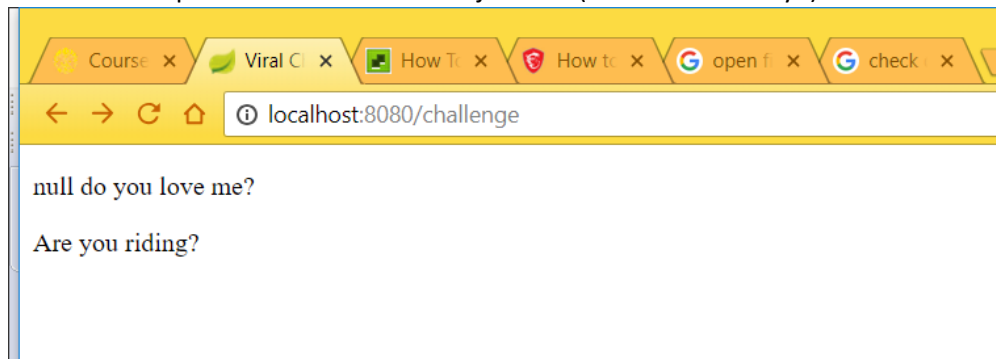 Course
Viral C
How To
How to
open fi
check
localhost:8080/challenge
null do you love me?
Are you riding?